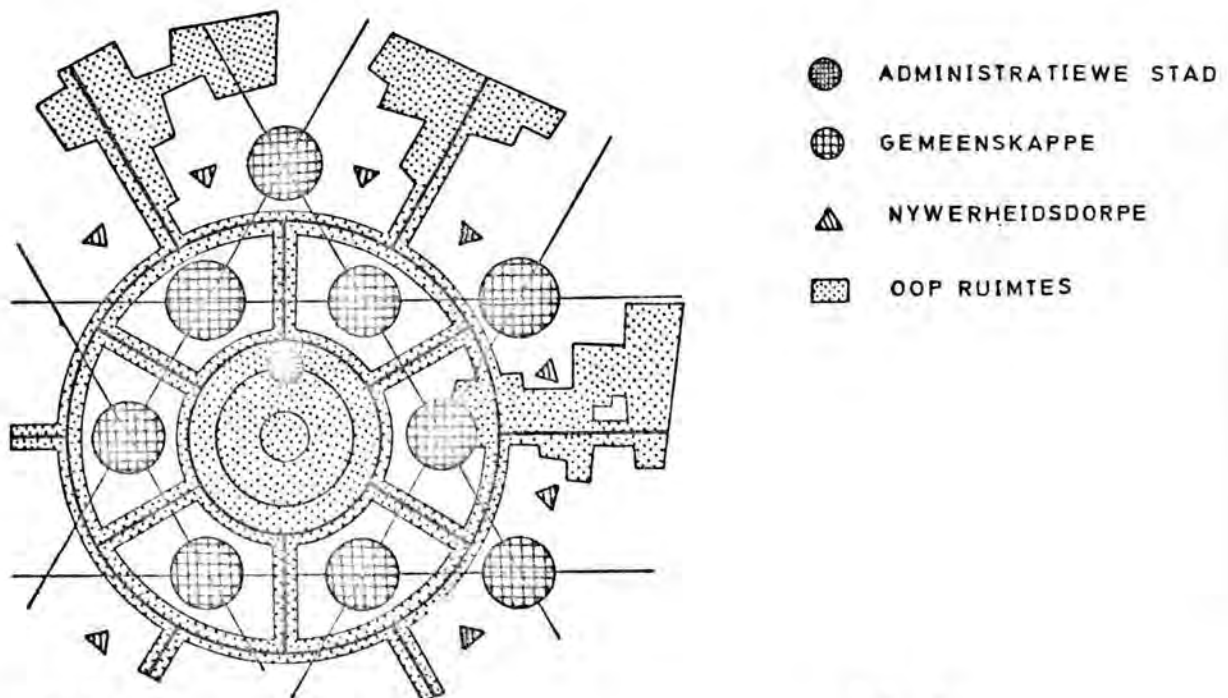 ADMINISTRATIEWE STAD
GEMEENSKAPPE
NYWERHEIDSDORPE
OOP RUIMTES